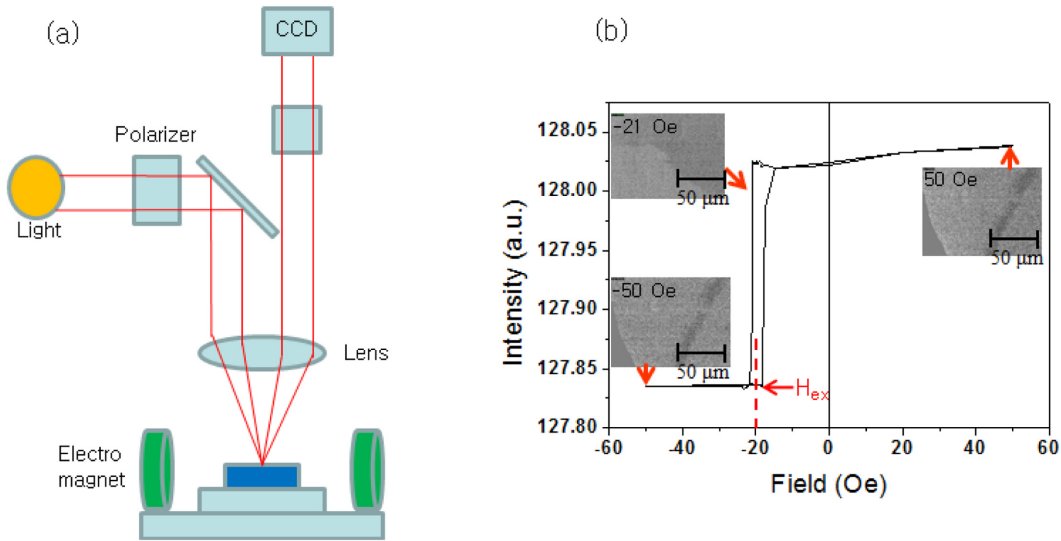 (a)
CCD
Polarizer
Light
Lens
Electro
magnet
(b)
Intensity (a.u.)
128.05
128.00
127.95
127.90
127.85
127.80
-21 Oe
50 μm
50 Oe
50 μm
-50 Oe
50 μm
Hex
-60 -40 -20 0 20 40 60
Field (Oe)